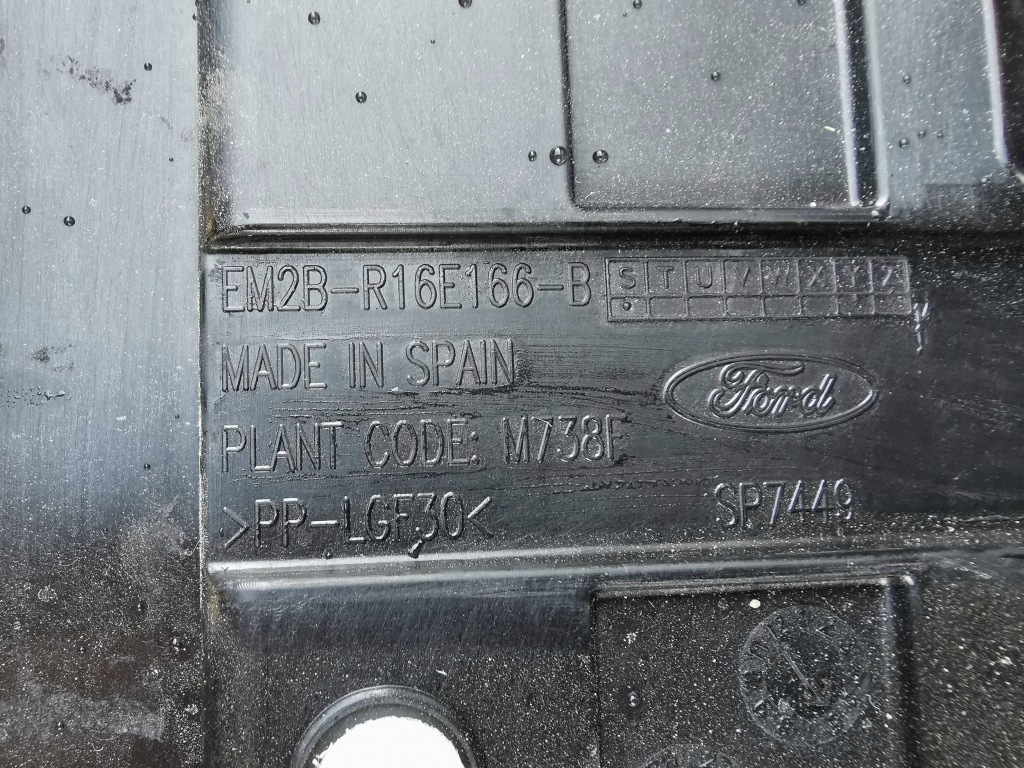 EM2B-R16E166-B S T U V W X Y Z
MADE IN SPAIN
Ford
PLANT CODE: M738F
>PP-LGF30<
SP7449